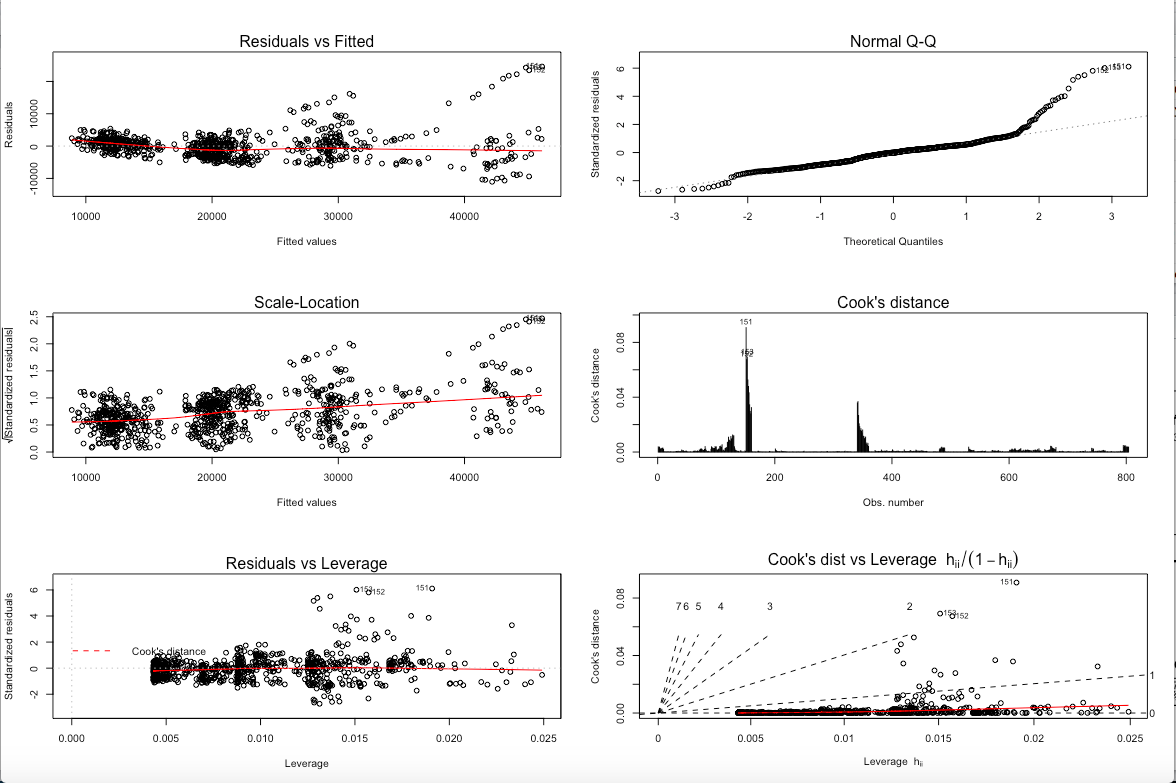 Residuals vs Fitted
Residuals
-10000 0 10000
10000 20000 30000 40000
Fitted values
152
Normal Q-Q
Standardized residuals
-2 0 2 4 6
-3 -2 -1 0 1 2 3
Theoretical Quantiles
152 151
Scale-Location
√|Standardized residuals|
0.0 0.5 1.0 1.5 2.0 2.5
10000 20000 30000 40000
Fitted values
152
Cook's distance
Cook's distance
0.00 0.04 0.08
0 200 400 600 800
Obs. number
151
152
Residuals vs Leverage
Standardized residuals
-2 0 2 4 6
0.000 0.005 0.010 0.015 0.020 0.025
Leverage
Cook's distance
152 151
Cook's dist vs Leverage hii/(1 − hii)
Cook's distance
0.00 0.04 0.08
0 0.005 0.01 0.015 0.02 0.025
Leverage hii
7 6 5 4 3 2
1
0
151
152